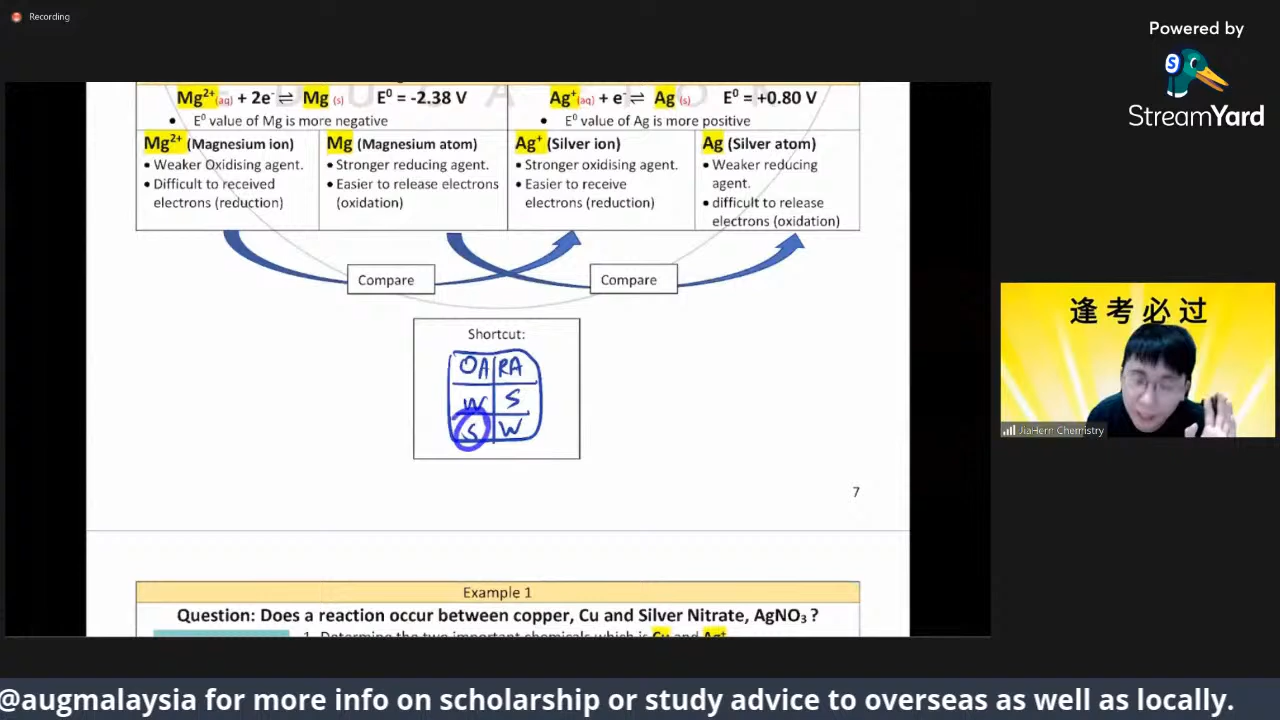 Recording
Powered by
StreamYard
E D U C A T I O N
Mg²⁺(aq) + 2e⁻ ⇌ Mg (s) E⁰ = -2.38 V
• E⁰ value of Mg is more negative
Ag⁺(aq) + e⁻ ⇌ Ag (s) E⁰ = +0.80 V
• E⁰ value of Ag is more positive
Mg²⁺ (Magnesium ion)
• Weaker Oxidising agent.
• Difficult to received
electrons (reduction)
Mg (Magnesium atom)
• Stronger reducing agent.
• Easier to release electrons
(oxidation)
Ag⁺ (Silver ion)
• Stronger oxidising agent.
• Easier to receive
electrons (reduction)
Ag (Silver atom)
• Weaker reducing
agent.
• difficult to release
electrons (oxidation)
Compare
Compare
Shortcut:
OA RA
W S
S W
7
逢考必过
JiaHern Chemistry
Example 1
Question: Does a reaction occur between copper, Cu and Silver Nitrate, AgNO₃ ?
1. Determing the two important chemicals which is Cu and Ag⁺
@augmalaysia for more info on scholarship or study advice to overseas as well as locally.